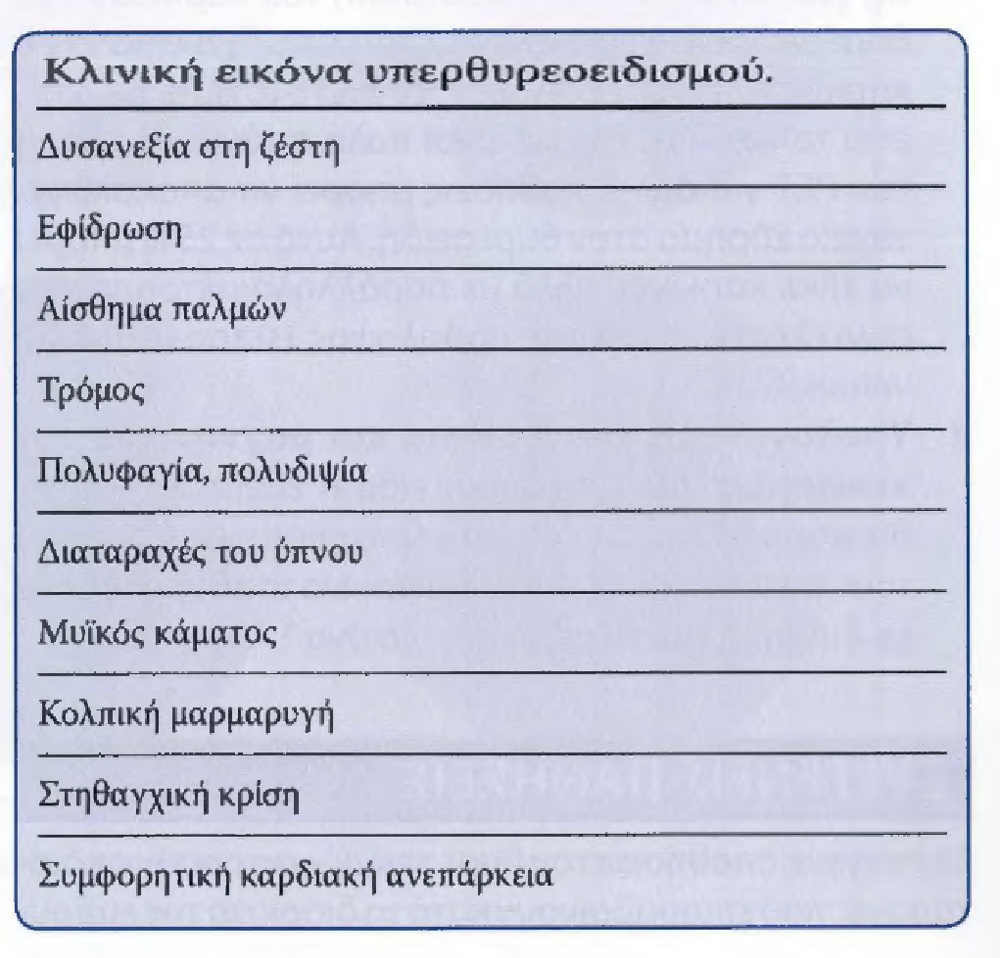 Κλινική εικόνα υπερθυρεοειδισμού.
Δυσανεξία στη ζέστη
Εφίδρωση
Αίσθημα παλμών
Τρόμος
Πολυφαγία, πολυδιψία
Διαταραχές του ύπνου
Μυϊκός κάματος
Κολπική μαρμαρυγή
Στηθαγχική κρίση
Συμφορητική καρδιακή ανεπάρκεια